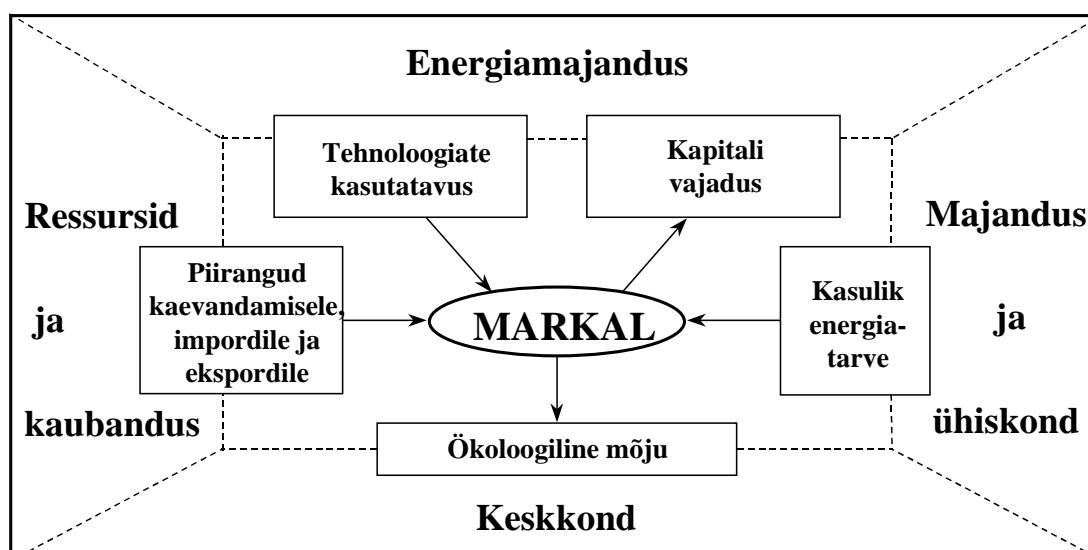 Energiamajandus
Tehnoloogiate
kasutatavus
Kapitali
vajadus
Ressursid
ja
kaubandus
Piirangud
kaevandamisele,
impordile ja
ekspordile
MARKAL
Kasulik
energia-
tarve
Majandus
ja
ühiskond
Ökoloogiline mõju
Keskkond